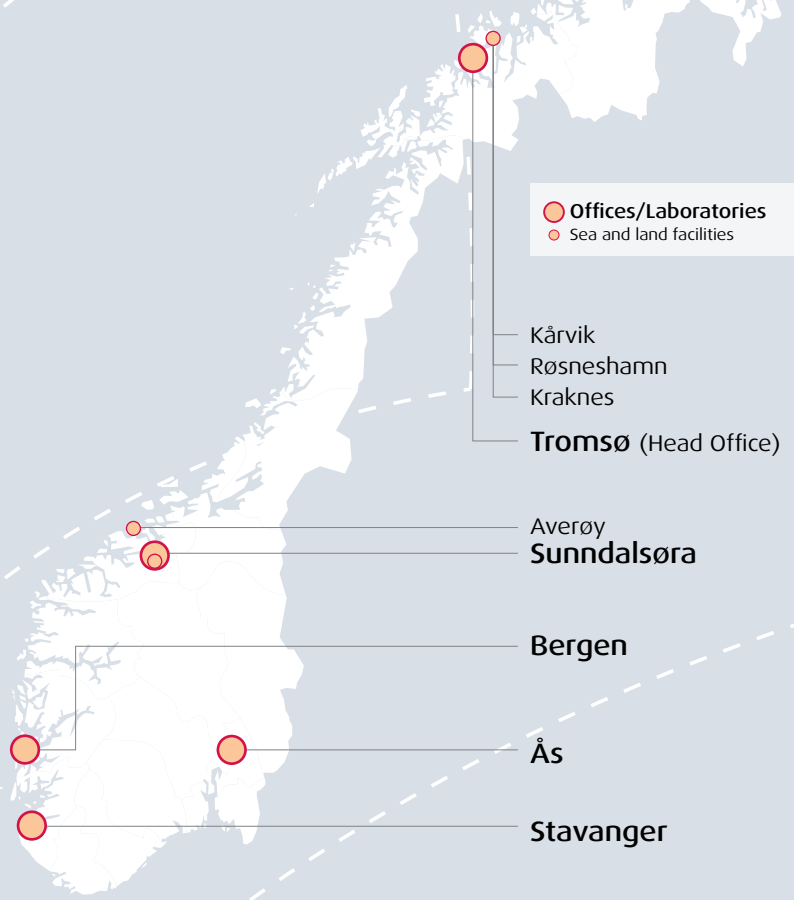 Offices/Laboratories
Sea and land facilities
Kårvik
Røsneshamn
Kraknes
Tromsø (Head Office)
Averøy
Sunndalsøra
Bergen
Ås
Stavanger